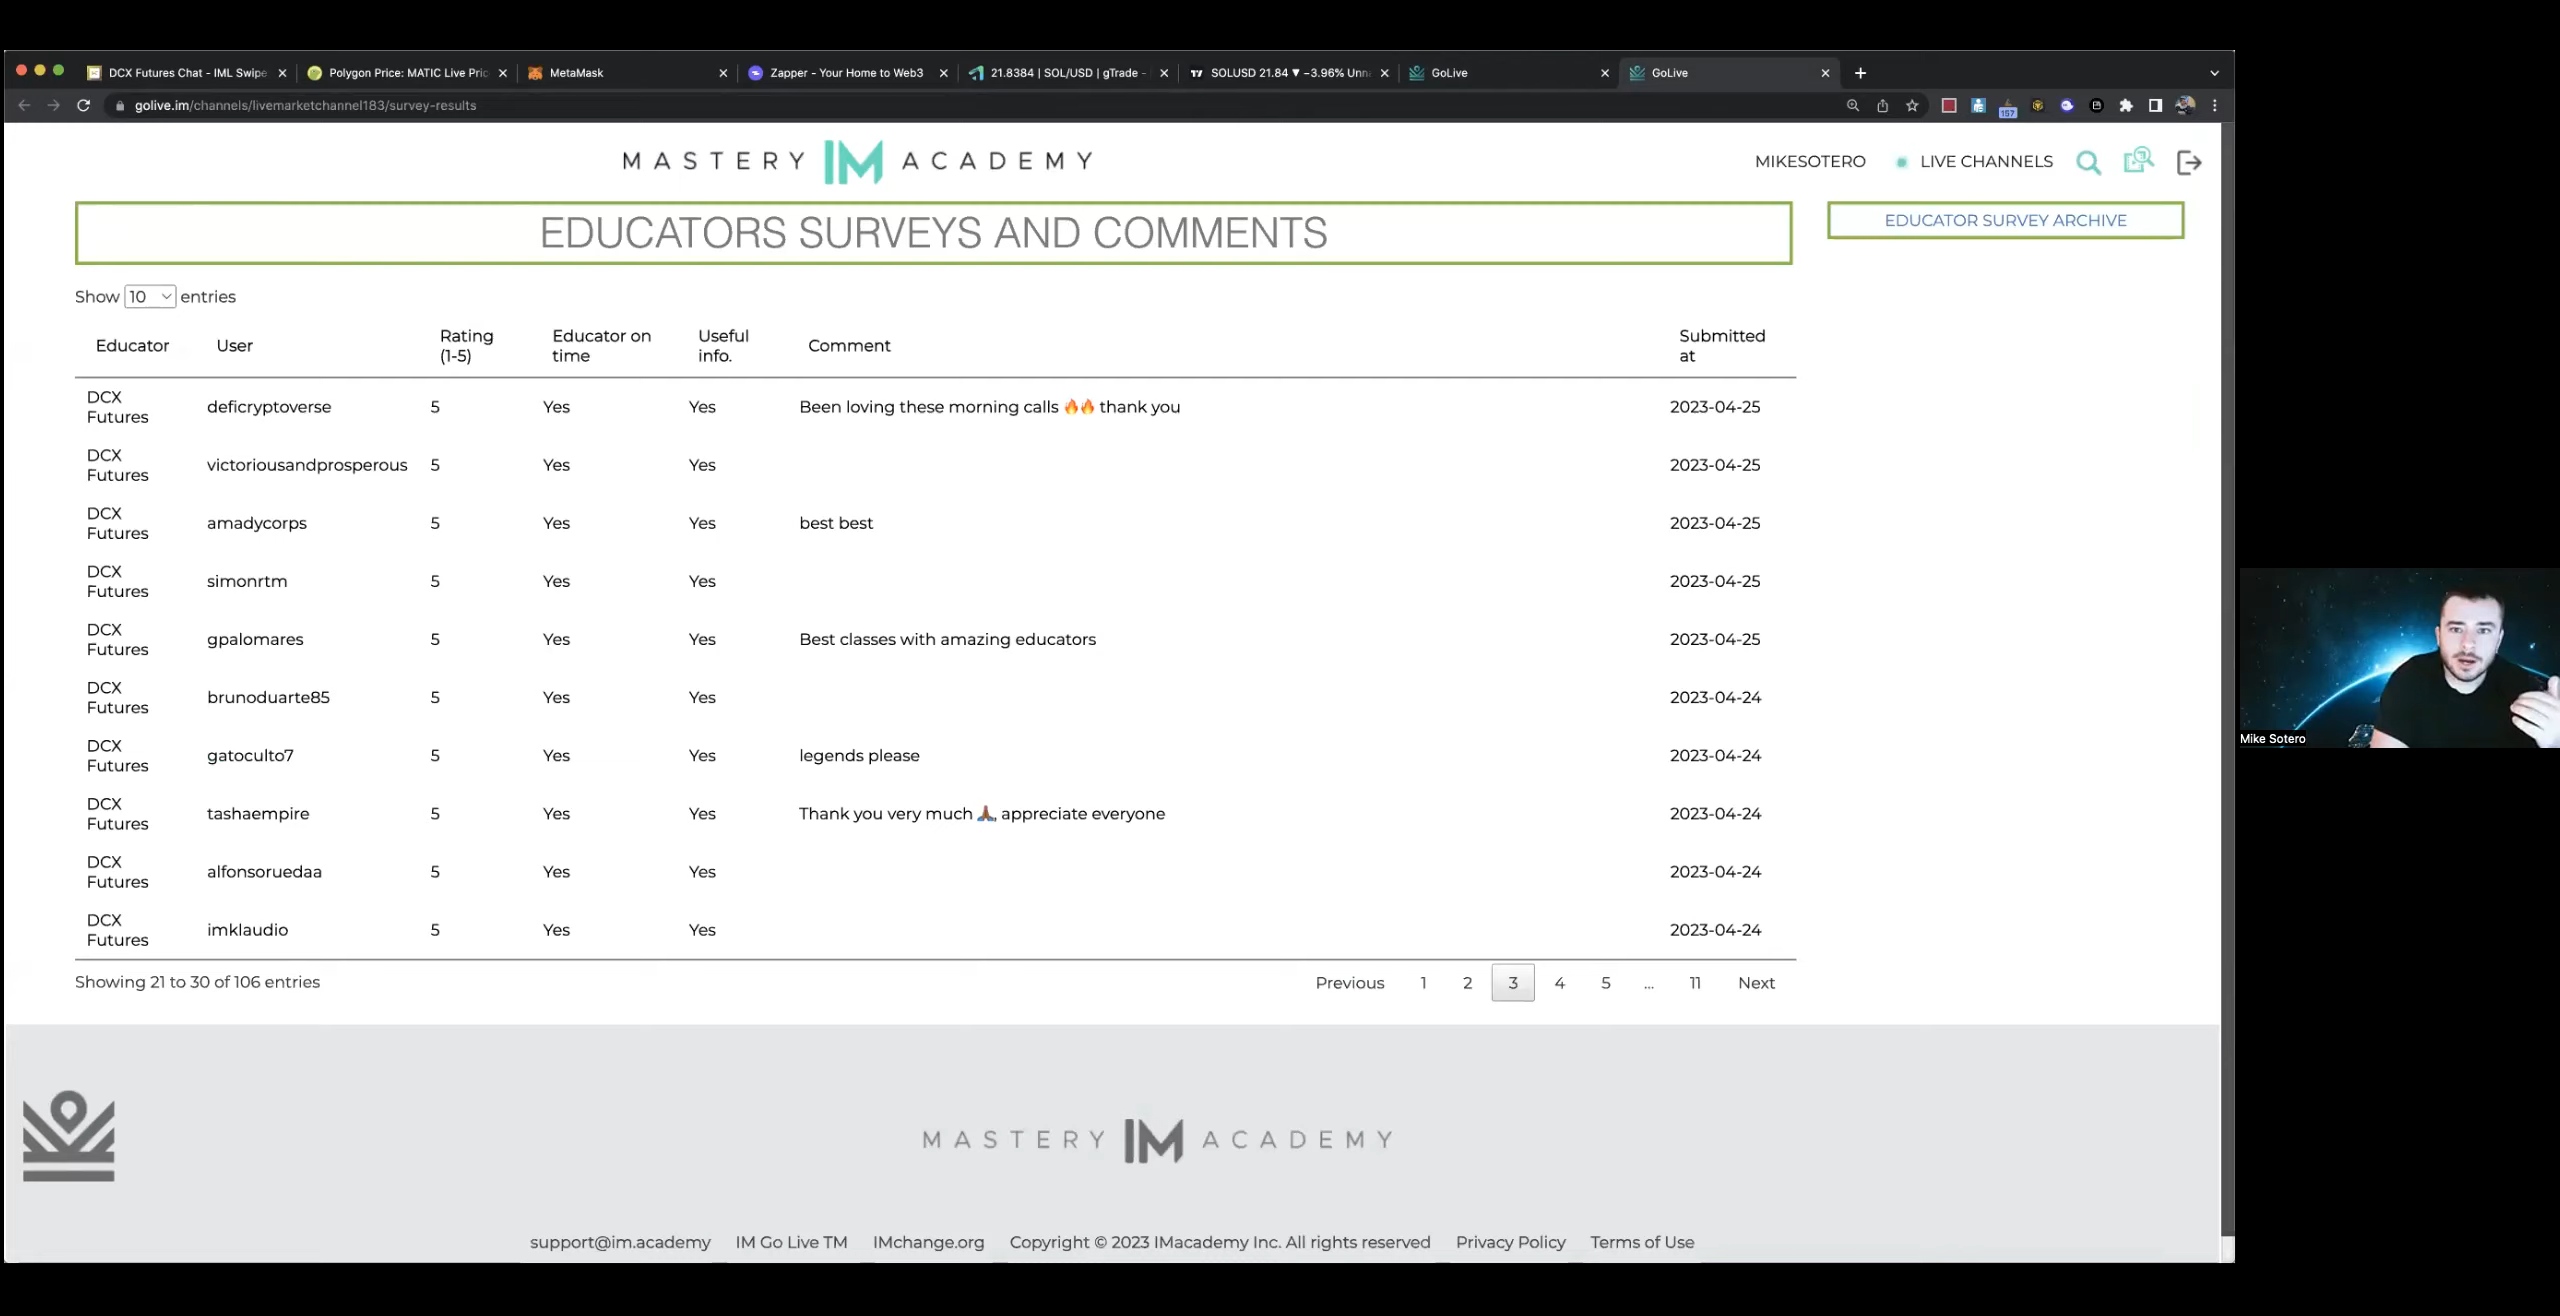 DCX Futures Chat - IML Swipe
Polygon Price: MATIC Live Pric
MetaMask
Zapper - Your Home to Web3
21.8384 | SOL/USD | gTrade -
SOLUSD 21.84 ▼ −3.96% Unna
GoLive
GoLive
golive.im/channels/livemarketchannel183/survey-results
157
MASTERY IM ACADEMY
MIKESOTERO
LIVE CHANNELS
EDUCATORS SURVEYS AND COMMENTS
EDUCATOR SURVEY ARCHIVE
Show 10 entries
Educator User Rating (1-5) Educator on time Useful info. Comment Submitted at
DCX Futures deficryptoverse 5 Yes Yes Been loving these morning calls 🔥🔥 thank you 2023-04-25
DCX Futures victoriousandprosperous 5 Yes Yes 2023-04-25
DCX Futures amadycorps 5 Yes Yes best best 2023-04-25
DCX Futures simonrtm 5 Yes Yes 2023-04-25
DCX Futures gpalomares 5 Yes Yes Best classes with amazing educators 2023-04-25
DCX Futures brunoduarte85 5 Yes Yes 2023-04-24
DCX Futures gatoculto7 5 Yes Yes legends please 2023-04-24
DCX Futures tashaempire 5 Yes Yes Thank you very much 🙏🏾 appreciate everyone 2023-04-24
DCX Futures alfonsoruedaa 5 Yes Yes 2023-04-24
DCX Futures imklaudio 5 Yes Yes 2023-04-24
Showing 21 to 30 of 106 entries
Previous 1 2 3 4 5 ... 11 Next
Mike Sotero
MASTERY IM ACADEMY
support@im.academy IM Go Live TM IMchange.org Copyright © 2023 IMacademy Inc. All rights reserved Privacy Policy Terms of Use